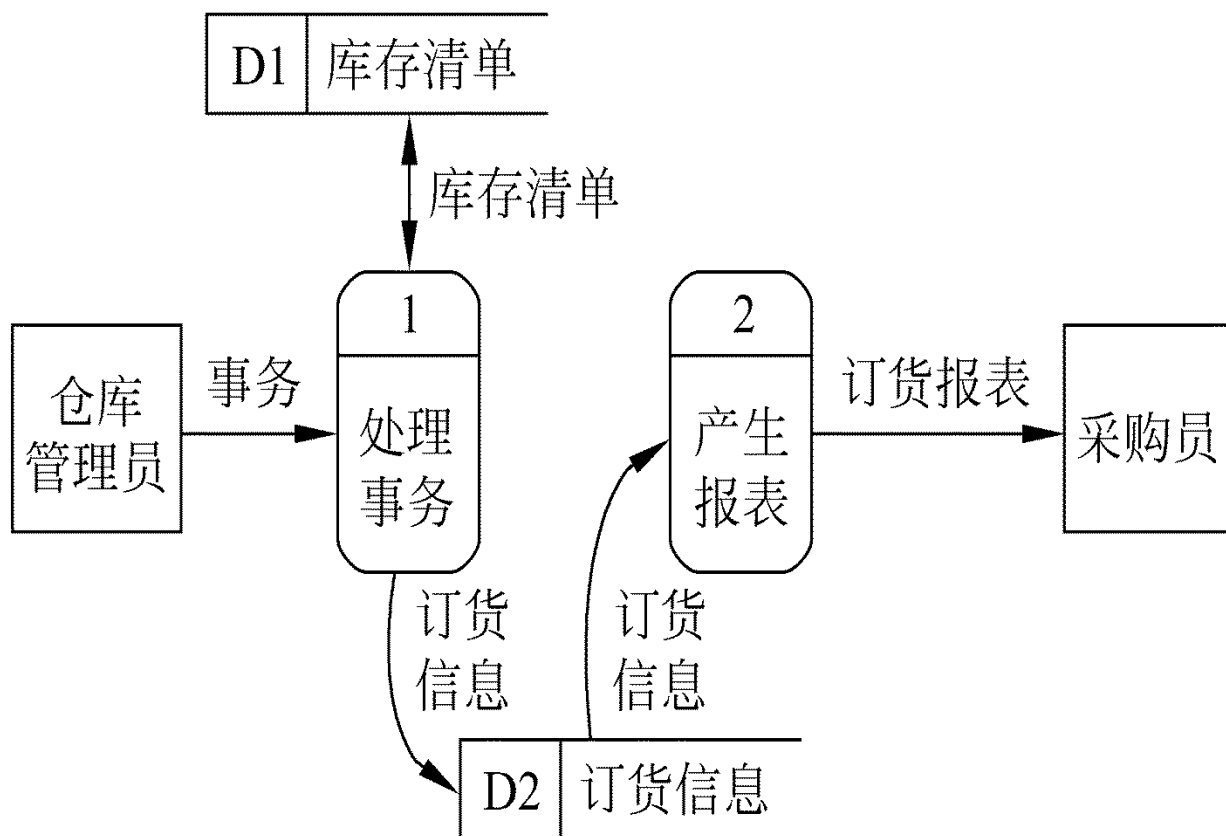 D1 库存清单
库存清单
1
2
仓库
管理员
事务
处理
事务
产生
报表
订货报表
采购员
订货
信息
订货
信息
D2 订货信息